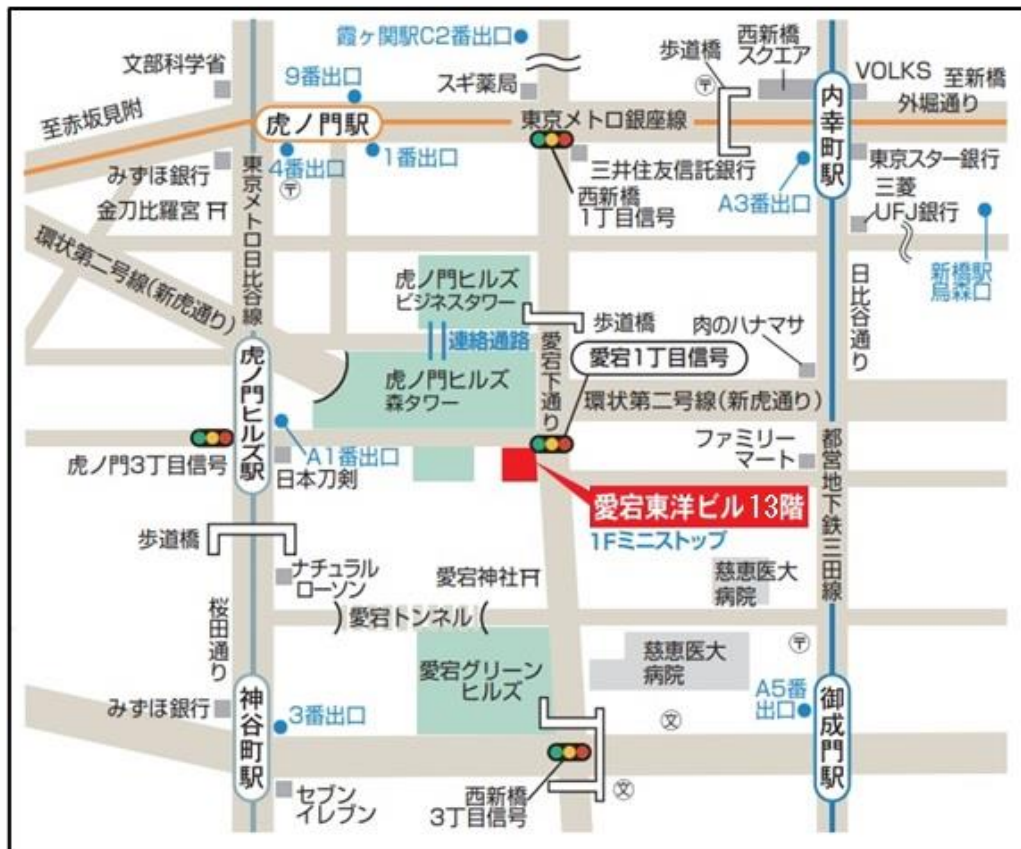 霞ヶ関駅C2番出口
歩道橋
西新橋
スクエア
文部科学省
9番出口
スギ薬局
〒
VOLKS
至新橋
外堀通り
至赤坂見附
虎ノ門駅
東京メトロ銀座線
内幸町駅
4番出口
1番出口
みずほ銀行
〒
三井住友信託銀行
東京スター銀行
西新橋
1丁目信号
A3番出口
三菱
UFJ銀行
金刀比羅宮
東京メトロ日比谷線
環状第二号線(新虎通り)
新橋駅
烏森口
日比谷通り
虎ノ門ヒルズ
ビジネスタワー
歩道橋
肉のハナマサ
連絡通路
愛宕下通り
愛宕1丁目信号
虎ノ門ヒルズ
森タワー
環状第二号線(新虎通り)
虎ノ門ヒルズ駅
A1番出口
虎ノ門3丁目信号
日本刀剣
ファミリー
マート
都営地下鉄三田線
愛宕東洋ビル13階
1Fミニストップ
歩道橋
ナチュラル
ローソン
愛宕神社
慈恵医大
病院
愛宕トンネル
桜田通り
〒
愛宕グリーン
ヒルズ
慈恵医大
病院
A5番
出口
みずほ銀行
神谷町駅
3番出口
文
御成門駅
セブン
イレブン
西新橋
3丁目信号
文